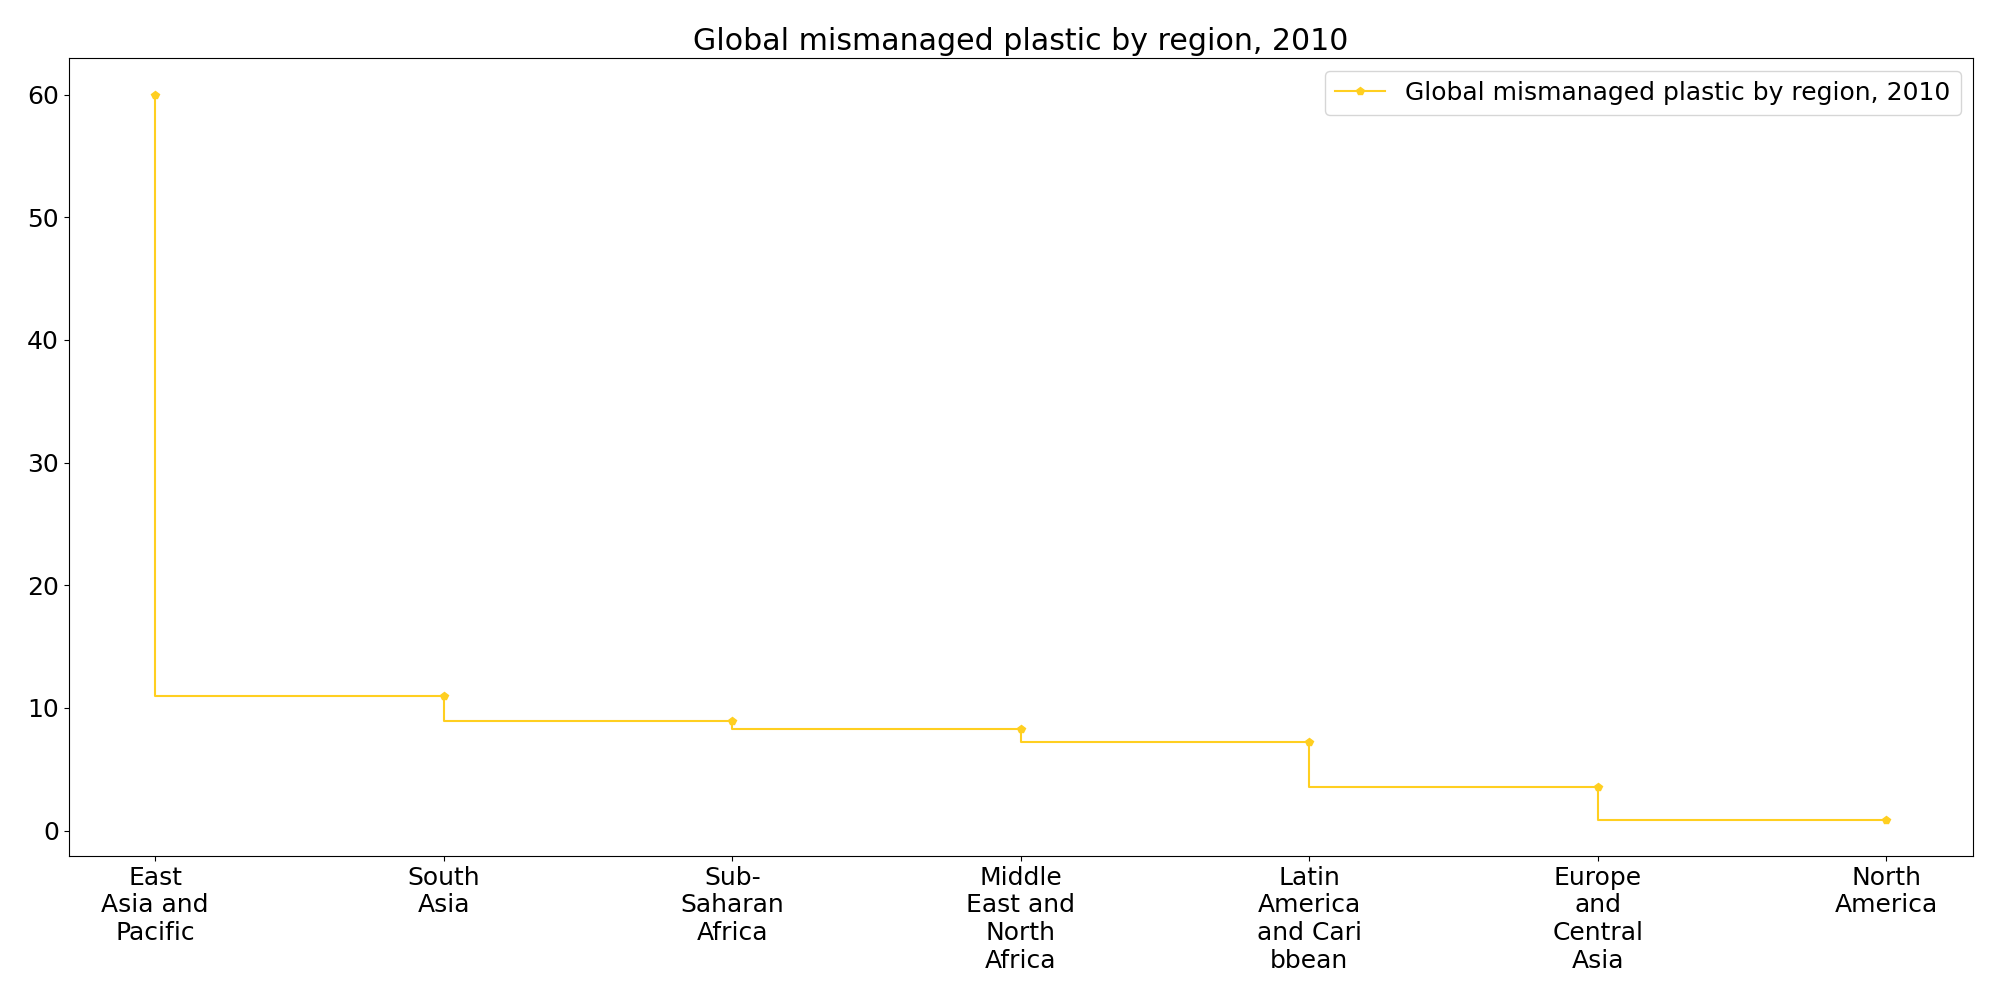 Global mismanaged plastic by region, 2010
Global mismanaged plastic by region, 2010
60
50
40
30
20
10
0
East
Asia and
Pacific
South
Asia
Sub-
Saharan
Africa
Middle
East and
North
Africa
Latin
America
and Cari
bbean
Europe
and
Central
Asia
North
America